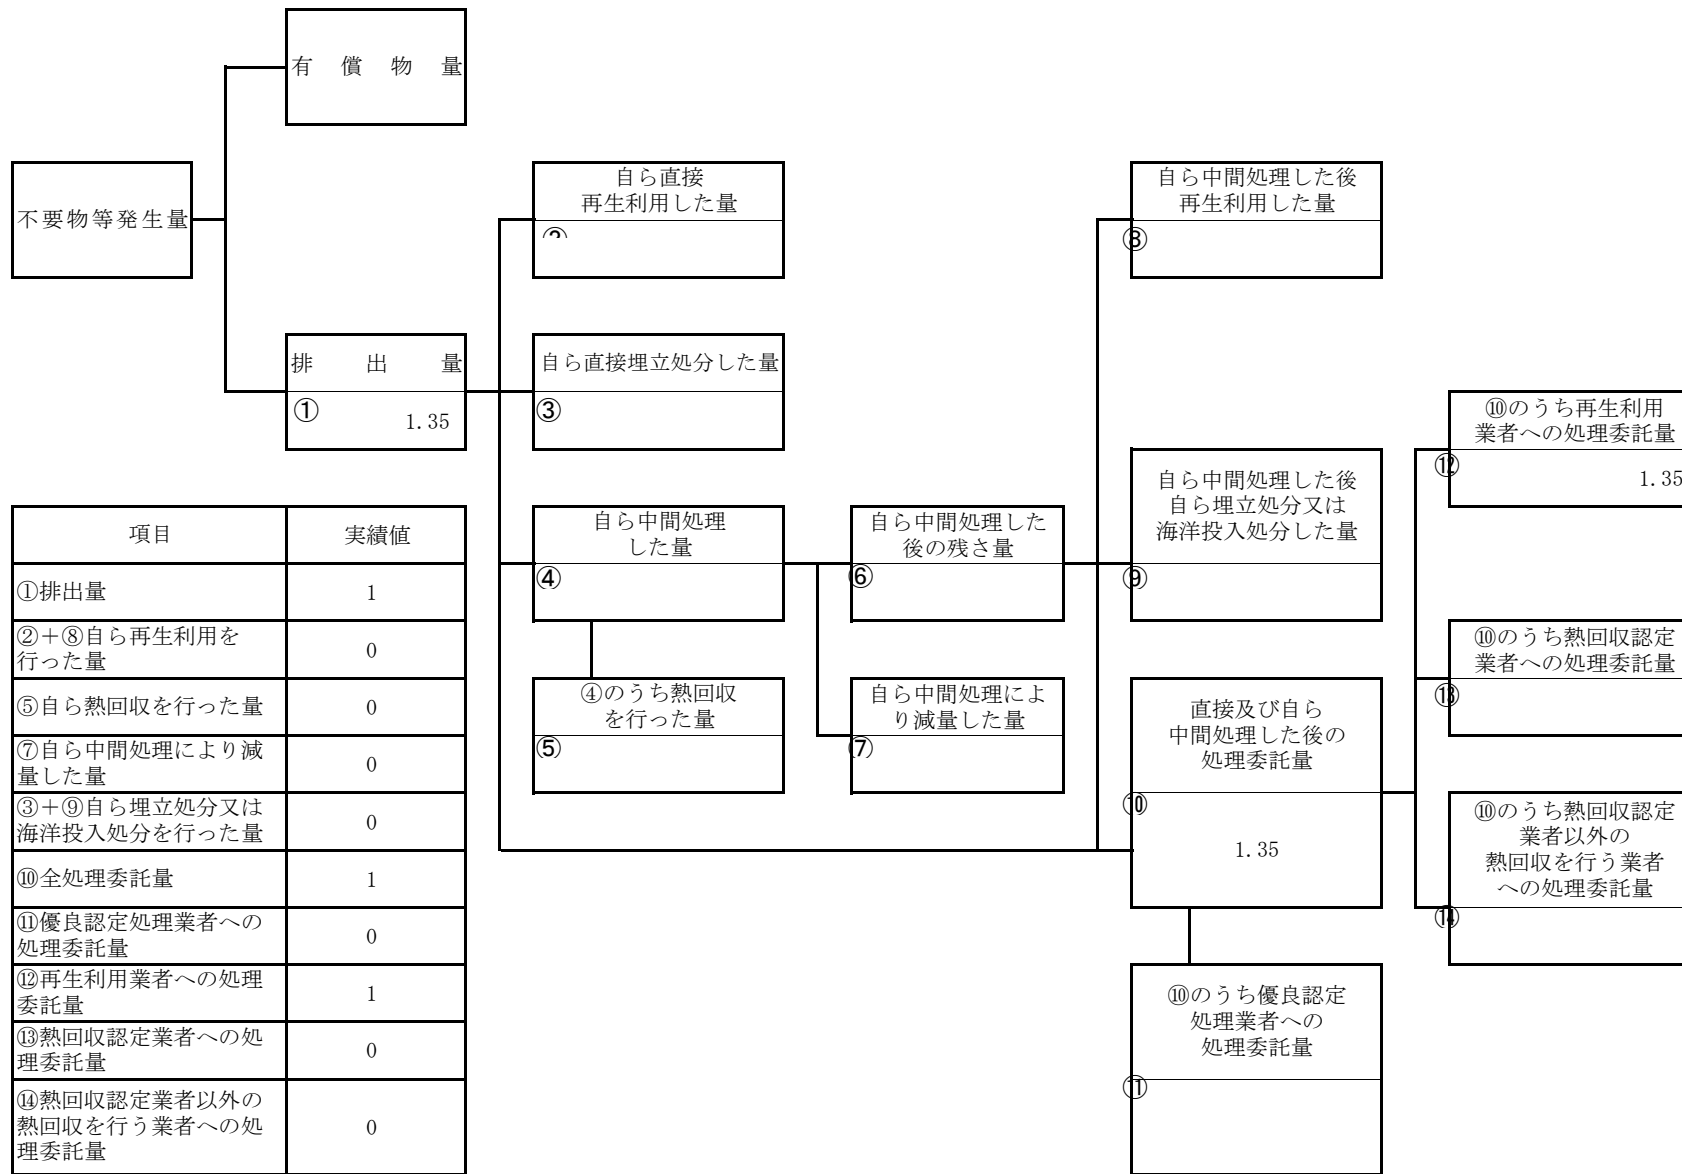 有償物量
不要物等発生量
自ら直接
再生利用した量
自ら中間処理した後
再生利用した量
⑧
排出量
① 1.35
自ら直接埋立処分した量
③
⑩のうち再生利用
業者への処理委託量
⑫ 1.35
自ら中間処理した後
自ら埋立処分又は
海洋投入処分した量
⑨
自ら中間処理
した量
④
自ら中間処理した
後の残さ量
⑥
⑩のうち熱回収認定
業者への処理委託量
⑬
④のうち熱回収
を行った量
⑤
自ら中間処理によ
り減量した量
⑦
直接及び自ら
中間処理した後の
処理委託量
⑩
1.35
⑩のうち熱回収認定
業者以外の
熱回収を行う業者
への処理委託量
⑭
⑩のうち優良認定
処理業者への
処理委託量
⑪
項目 実績値
①排出量 1
②＋⑧自ら再生利用を
行った量 0
⑤自ら熱回収を行った量 0
⑦自ら中間処理により減
量した量 0
③＋⑨自ら埋立処分又は
海洋投入処分を行った量 0
⑩全処理委託量 1
⑪優良認定処理業者への
処理委託量 0
⑫再生利用業者への処理
委託量 1
⑬熱回収認定業者への処
理委託量 0
⑭熱回収認定業者以外の
熱回収を行う業者への処
理委託量 0